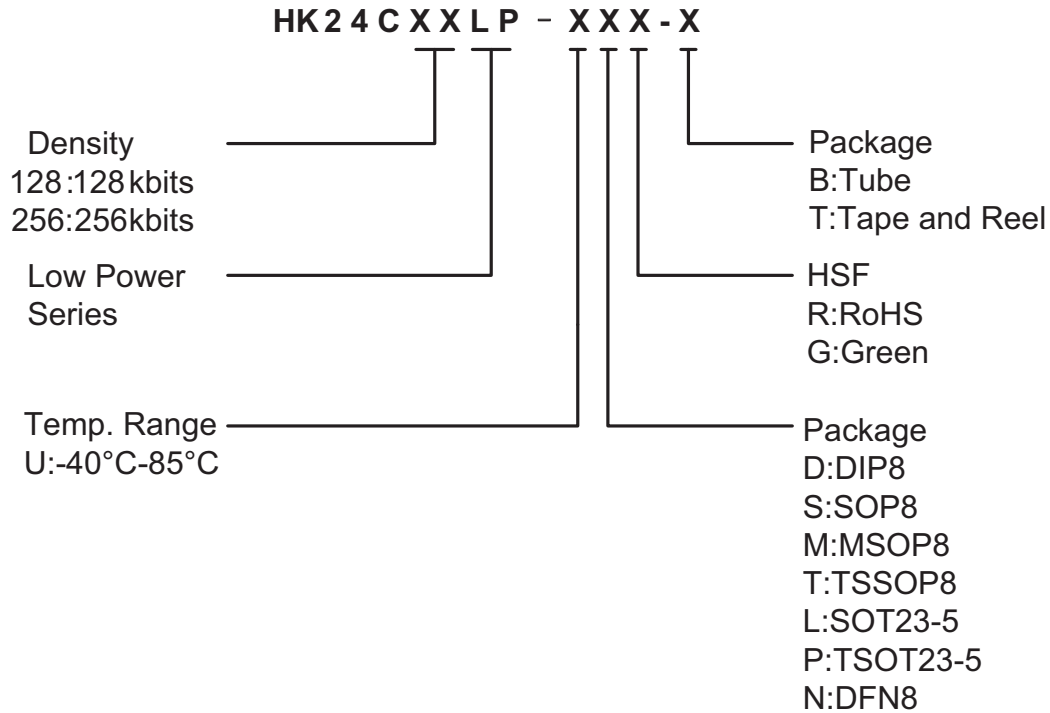 HK24CXXLP - XXX-X
Density
128:128kbits
256:256kbits
Low Power
Series
Temp. Range
U:-40°C-85°C
Package
B:Tube
T:Tape and Reel
HSF
R:RoHS
G:Green
Package
D:DIP8
S:SOP8
M:MSOP8
T:TSSOP8
L:SOT23-5
P:TSOT23-5
N:DFN8